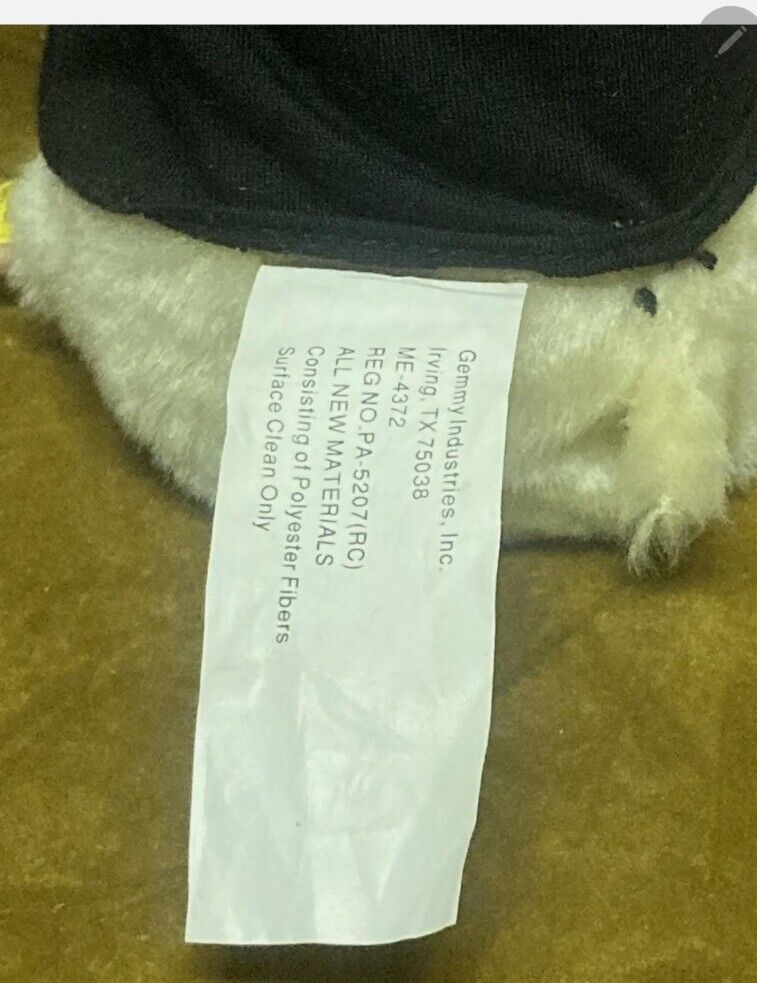 Gemmy Industries, Inc.
Irving, TX 75038
ME-4372
REG NO.PA-5207(RC)
ALL NEW MATERIALS
Consisting of Polyester Fibers
Surface Clean Only